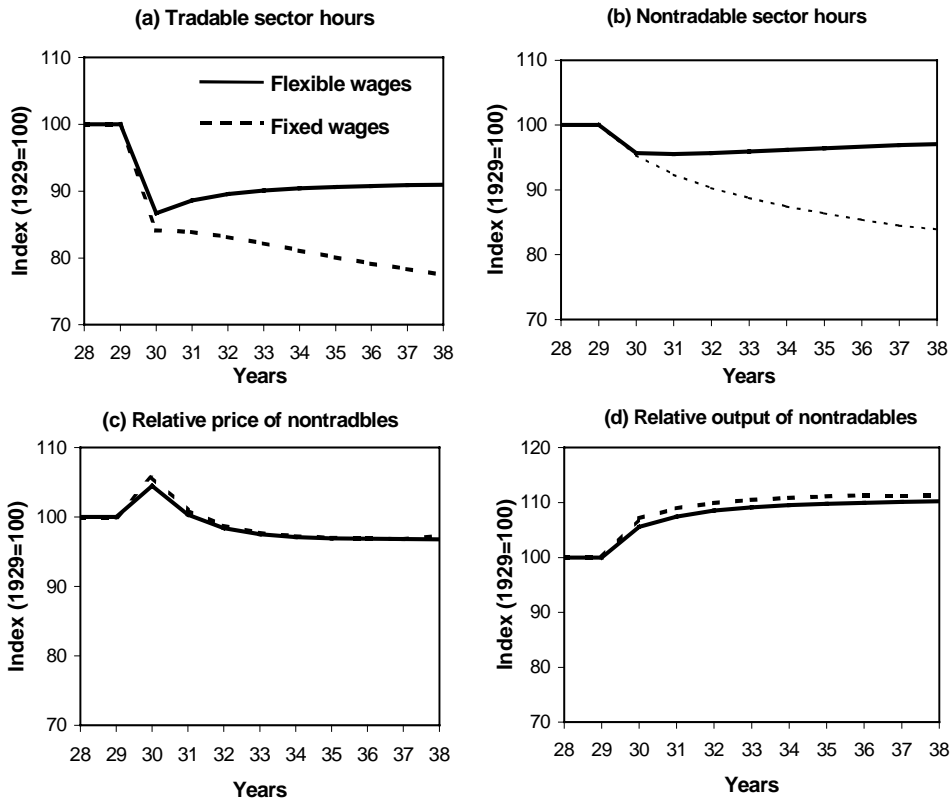 (a) Tradable sector hours
110
100
90
80
70
Index (1929=100)
Flexible wages
Fixed wages
28 29 30 31 32 33 34 35 36 37 38
Years
(b) Nontradable sector hours
110
100
90
80
70
Index (1929=100)
28 29 30 31 32 33 34 35 36 37 38
Years
(c) Relative price of nontradbles
110
100
90
80
70
Index (1929=100)
28 29 30 31 32 33 34 35 36 37 38
Years
(d) Relative output of nontradables
120
110
100
90
80
70
Index (1929=100)
28 29 30 31 32 33 34 35 36 37 38
Years